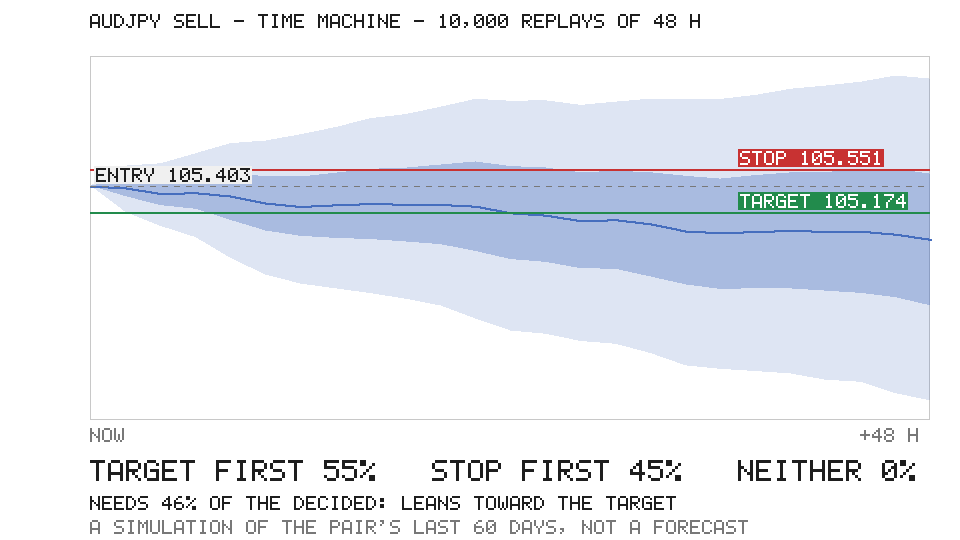 AUDJPY SELL - TIME MACHINE - 10,000 REPLAYS OF 48 H
STOP 105.551
ENTRY 105.403
TARGET 105.174
NOW +48 H
TARGET FIRST 55% STOP FIRST 45% NEITHER 0%
NEEDS 46% OF THE DECIDED: LEANS TOWARD THE TARGET
A SIMULATION OF THE PAIR'S LAST 60 DAYS, NOT A FORECAST